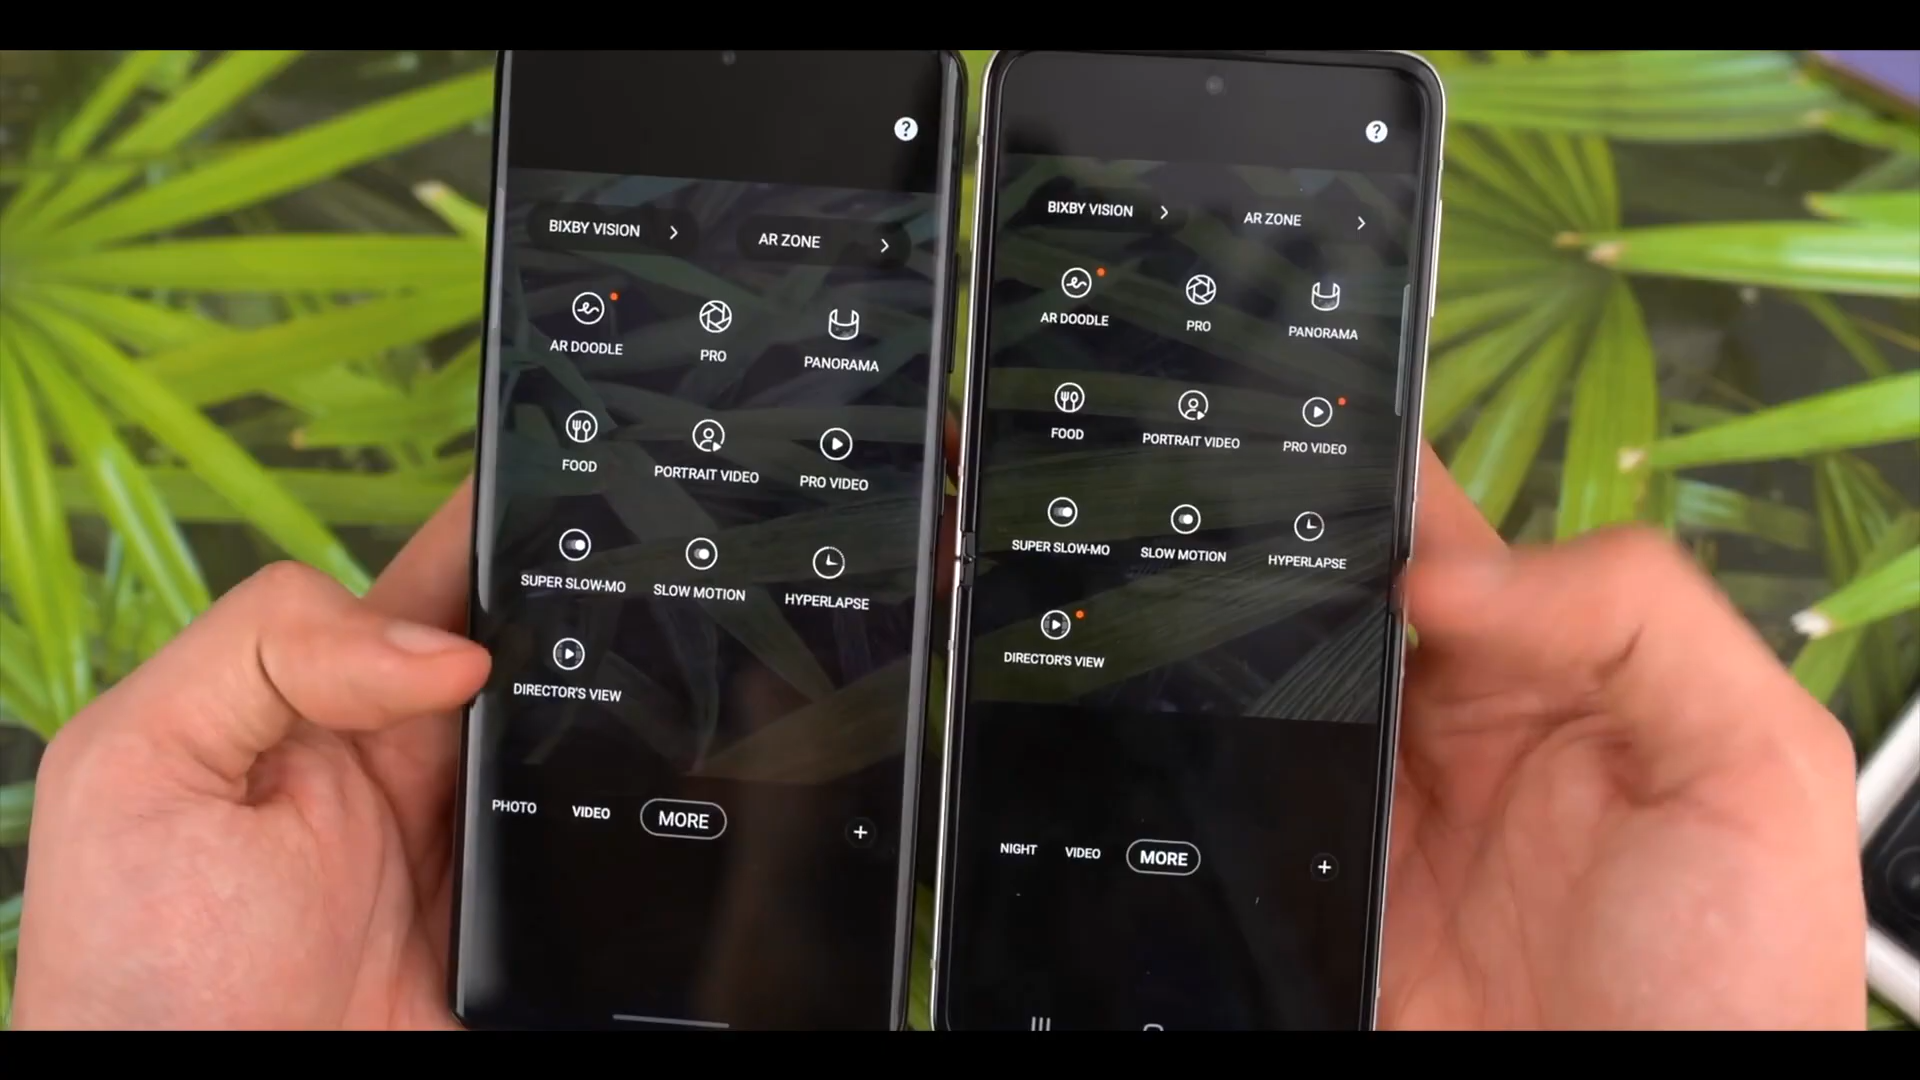 ?
BIXBY VISION >
AR ZONE >
AR DOODLE
PRO
PANORAMA
FOOD
PORTRAIT VIDEO
PRO VIDEO
SUPER SLOW-MO
SLOW MOTION
HYPERLAPSE
DIRECTOR'S VIEW
PHOTO
VIDEO
MORE
+
?
BIXBY VISION >
AR ZONE >
AR DOODLE
PRO
PANORAMA
FOOD
PORTRAIT VIDEO
PRO VIDEO
SUPER SLOW-MO
SLOW MOTION
HYPERLAPSE
DIRECTOR'S VIEW
NIGHT
VIDEO
MORE
+